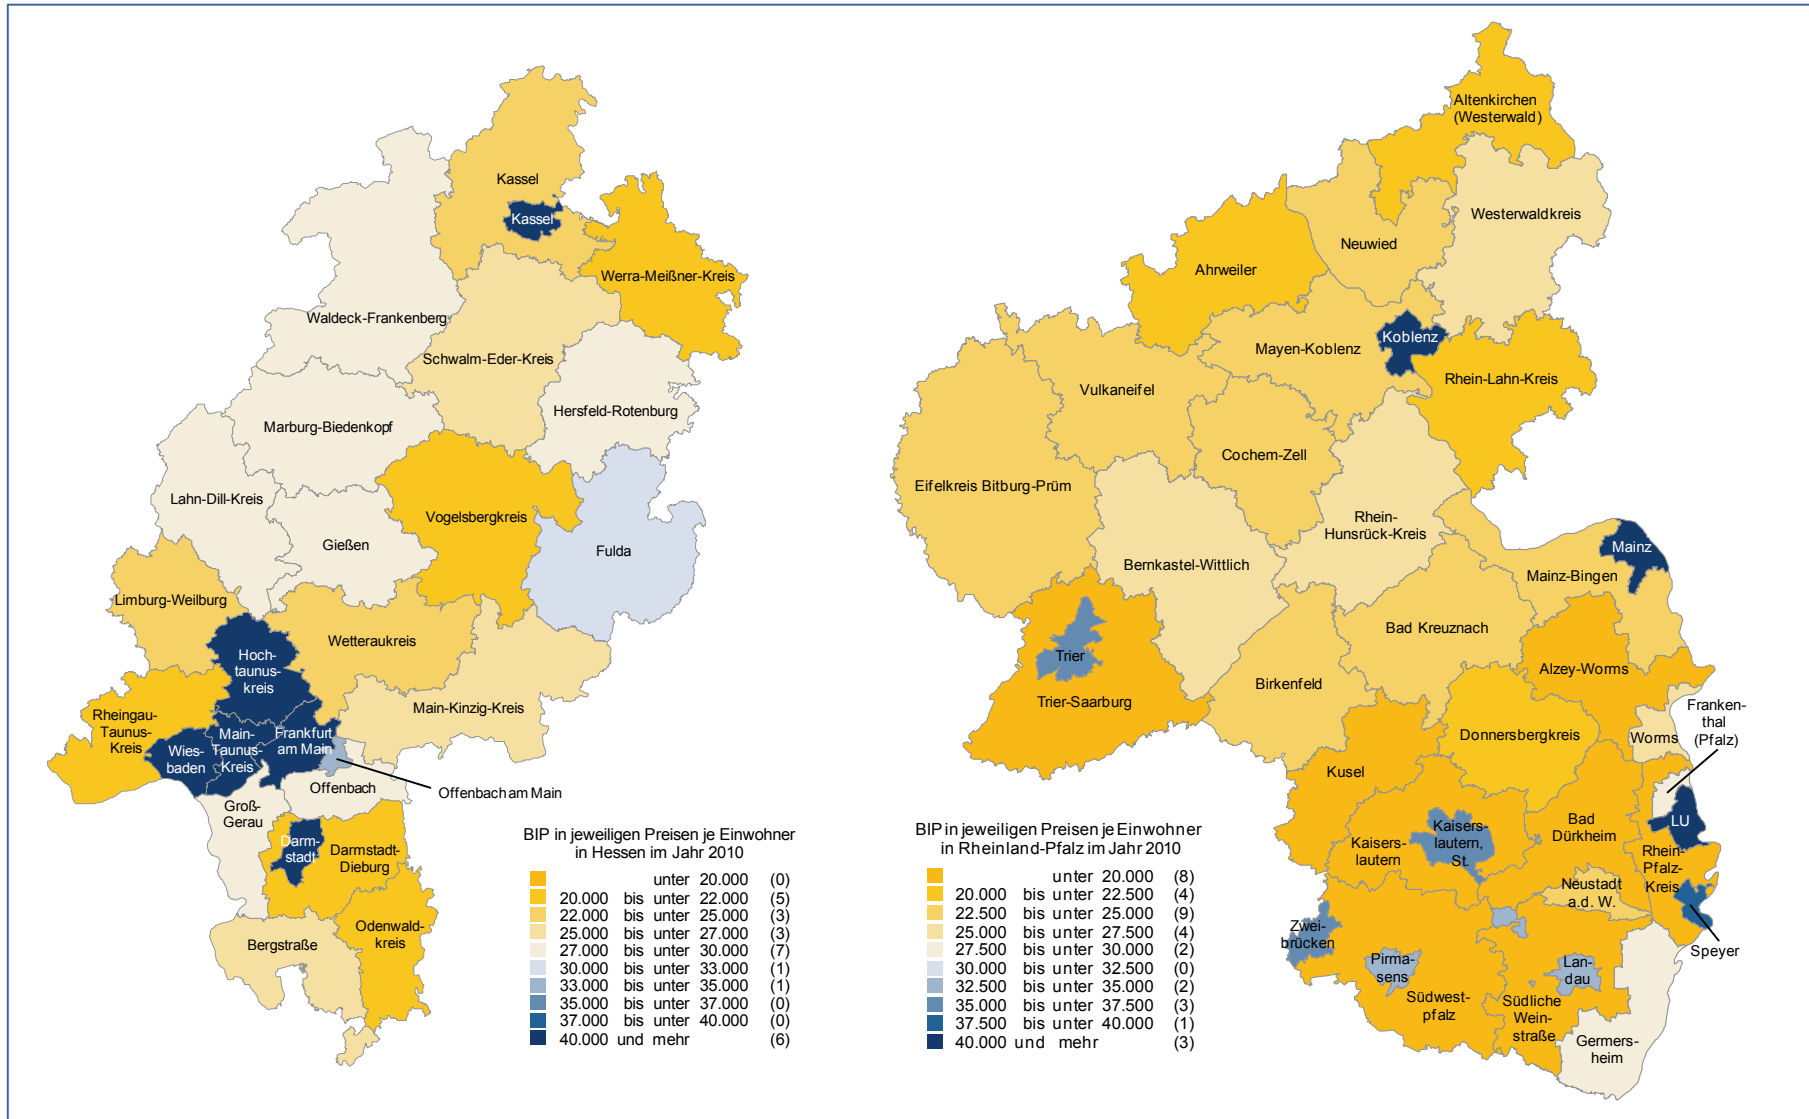 Kassel
Kassel
Werra-Meißner-Kreis
Waldeck-Frankenberg
Schwalm-Eder-Kreis
Hersfeld-Rotenburg
Marburg-Biedenkopf
Lahn-Dill-Kreis
Vogelsbergkreis
Gießen
Fulda
Limburg-Weilburg
Wetteraukreis
Hoch-
taunus-
kreis
Main-Kinzig-Kreis
Rheingau-
Taunus-
Kreis
Wies-
baden
Main-
Taunus-
Kreis
Frankfurt
am Main
Offenbach
Offenbach am Main
Groß-
Gerau
Darm-
stadt
Darmstadt-
Dieburg
Odenwald-
kreis
Bergstraße
BIP in jeweiligen Preisen je Einwohner
in Hessen im Jahr 2010
unter 20.000 (0)
20.000 bis unter 22.000 (5)
22.000 bis unter 25.000 (3)
25.000 bis unter 27.000 (3)
27.000 bis unter 30.000 (7)
30.000 bis unter 33.000 (1)
33.000 bis unter 35.000 (1)
35.000 bis unter 37.000 (0)
37.000 bis unter 40.000 (0)
40.000 und mehr (6)
Altenkirchen
(Westerwald)
Westerwaldkreis
Neuwied
Ahrweiler
Koblenz
Mayen-Koblenz
Rhein-Lahn-Kreis
Vulkaneifel
Cochem-Zell
Eifelkreis Bitburg-Prüm
Rhein-
Hunsrück-Kreis
Mainz
Bernkastel-Wittlich
Mainz-Bingen
Bad Kreuznach
Trier
Alzey-Worms
Birkenfeld
Trier-Saarburg
Franken-
thal
(Pfalz)
Donnersbergkreis
Worms
Kusel
Bad
Dürkheim
LU
Kaisers-
lautern,
St.
Kaisers-
lautern
Rhein-
Pfalz-
Kreis
Neustadt
a.d. W.
Zwei-
brücken
Speyer
Pirma-
sens
Lan-
dau
Südwest-
pfalz
Südliche
Wein-
straße
Germers-
heim
BIP in jeweiligen Preisen je Einwohner
in Rheinland-Pfalz im Jahr 2010
unter 20.000 (8)
20.000 bis unter 22.500 (4)
22.500 bis unter 25.000 (9)
25.000 bis unter 27.500 (4)
27.500 bis unter 30.000 (2)
30.000 bis unter 32.500 (0)
32.500 bis unter 35.000 (2)
35.000 bis unter 37.500 (3)
37.500 bis unter 40.000 (1)
40.000 und mehr (3)